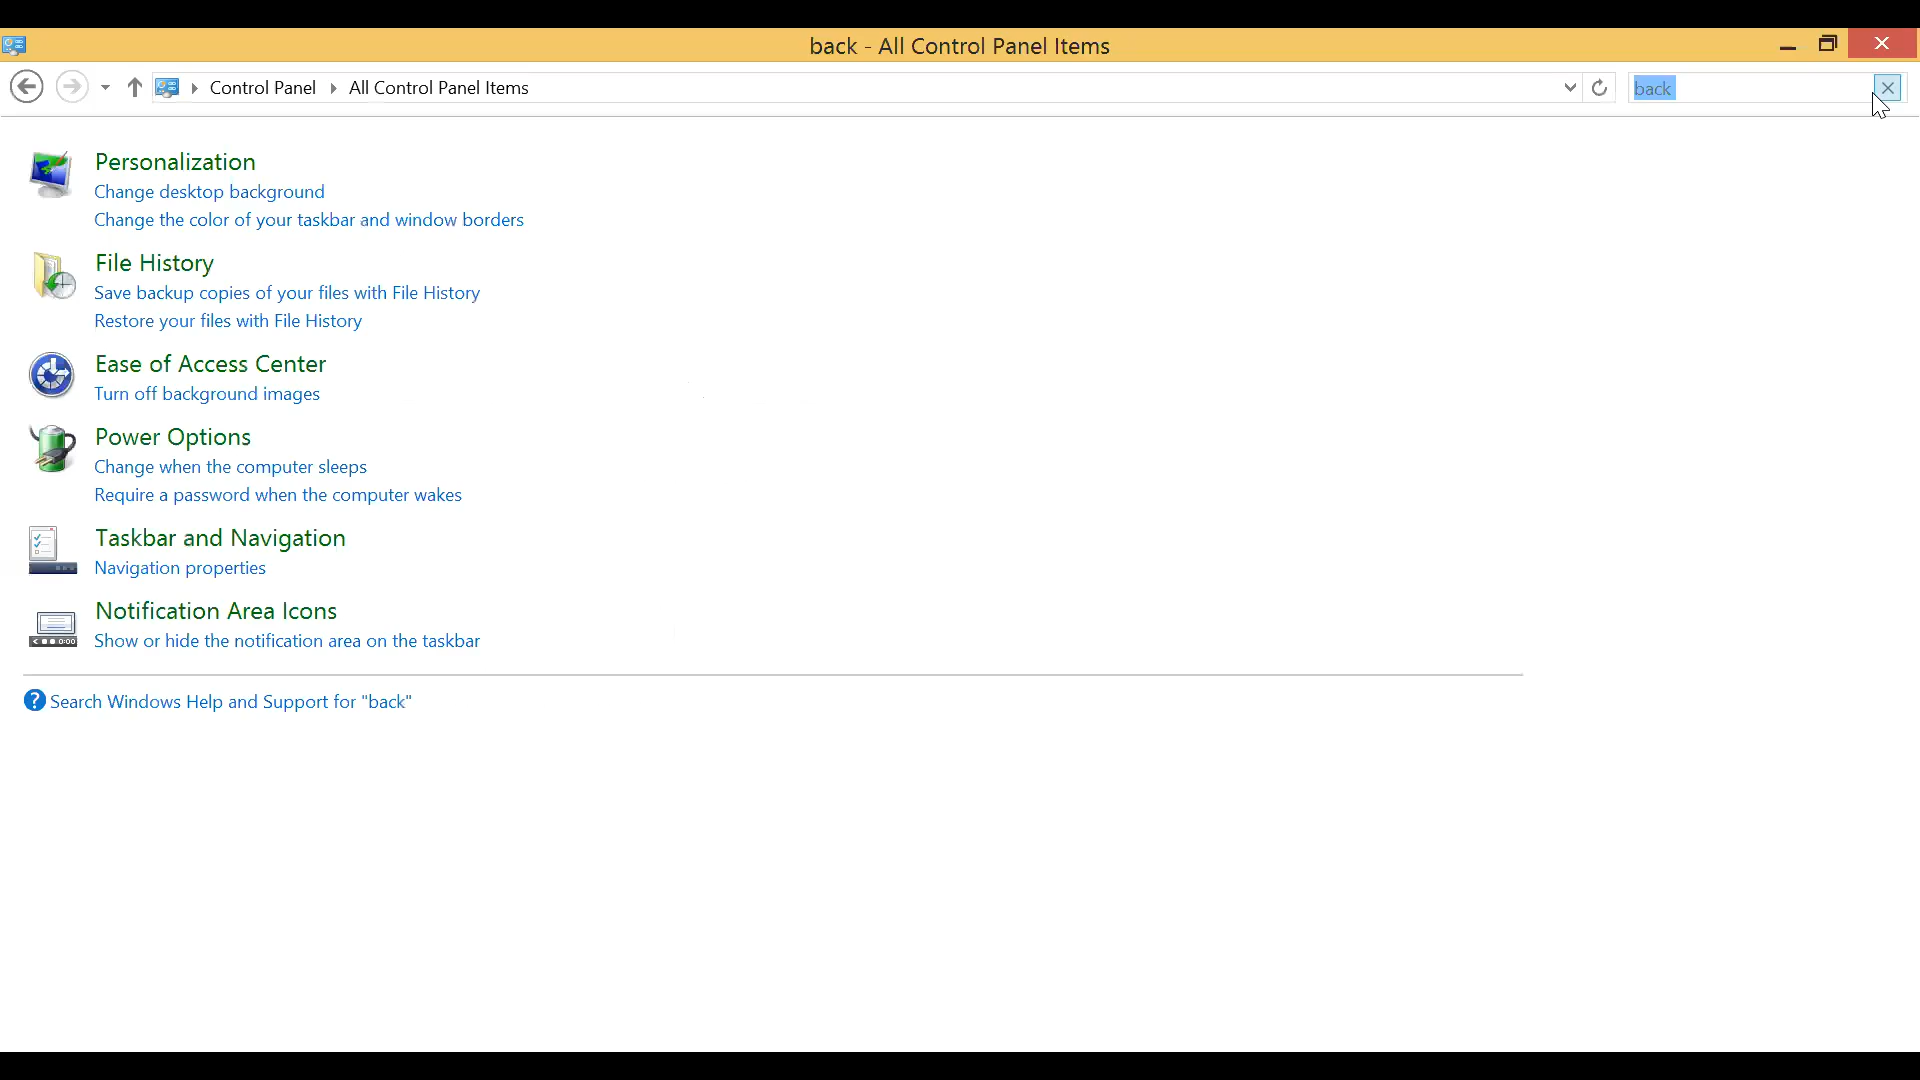 back - All Control Panel Items
Control Panel All Control Panel Items back
Personalization
Change desktop background
Change the color of your taskbar and window borders
File History
Save backup copies of your files with File History
Restore your files with File History
Ease of Access Center
Turn off background images
Power Options
Change when the computer sleeps
Require a password when the computer wakes
Taskbar and Navigation
Navigation properties
Notification Area Icons
Show or hide the notification area on the taskbar
Search Windows Help and Support for "back"